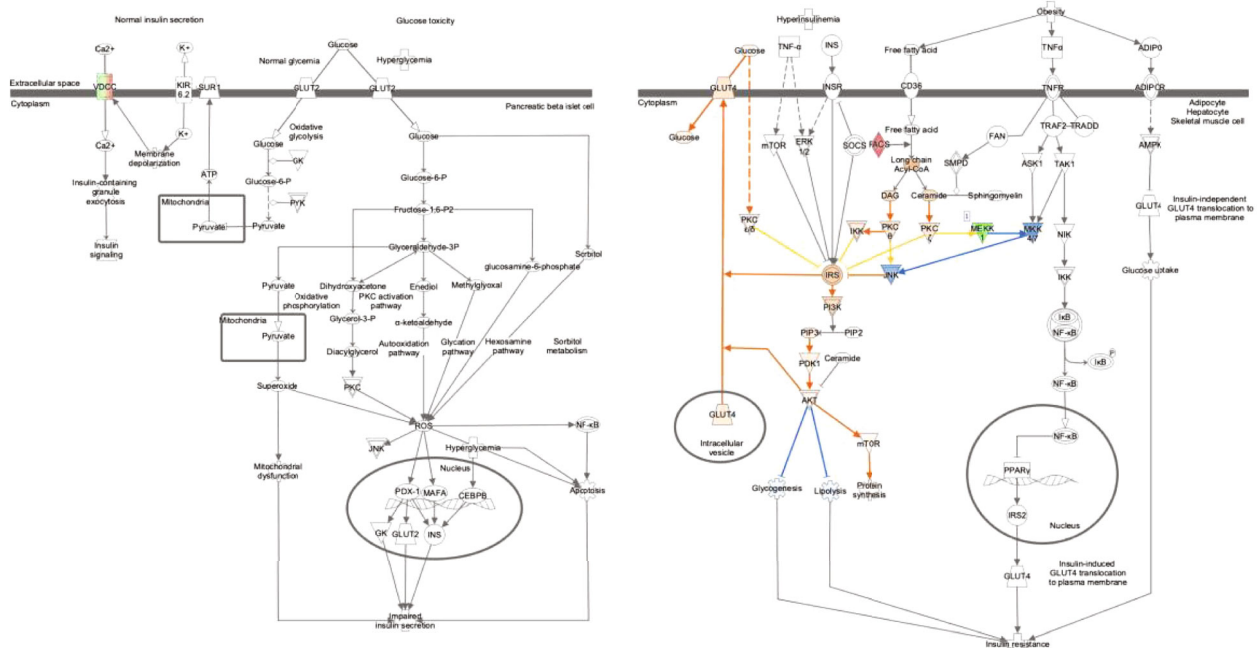 Normal insulin secretion
Glucose toxicity
Ca2+
K+
Glucose
Normal glycemia
Hyperglycemia
Extracellular space
VDCC
KIR
6.2
SUR1
GLUT2
GLUT2
Cytoplasm
Pancreatic beta islet cell
Ca2+
K+
Membrane
depolarization
Oxidative
glycolysis
Glucose
Glucose
GK
ATP
Glucose-6-P
Glucose-6-P
Insulin-containing
granule
exocytosis
Mitochondria
Pyruvate
Pyruvate
PYK
Fructose-1,6-P2
Insulin
signaling
Glyceraldehyde-3P
Sorbitol
glucosamine-6-phosphate
Pyruvate
Dihydroxyacetone
Enediol
Methylglyoxal
Oxidative
phosphorylation
PKC activation
pathway
Mitochondria
Pyruvate
Glycerol-3-P
α-ketoaldehyde
Diacylglycerol
Autooxidation
pathway
Glycation
pathway
Hexosamine
pathway
Sorbitol
metabolism
Superoxide
PKC
ROS
NF-κB
JNK
Hyperglycemia
Nucleus
Mitochondrial
dysfunction
PDX-1
MAFA
CEBPB
Apoptosis
GK
GLUT2
INS
Impaired
insulin secretion
Hyperinsulinemia
Obesity
Glucose
TNF-α
INS
Free fatty acid
TNFα
ADIPO
GLUT4
INSR
CD36
TNFR
ADIPOR
Cytoplasm
Adipocyte
Hepatocyte
Skeletal muscle cell
Glucose
mTOR
ERK
1/2
SOCS
FACS
Free fatty acid
FAN
TRAF2
TRADD
AMPK
Long chain
Acyl-CoA
SMPD
ASK1
TAK1
DAG
Ceramide
Sphingomyelin
GLUT4
Insulin-independent
GLUT4 translocation to
plasma membrane
PKC
ε/δ
IKK
PKC
θ
PKC
ζ
MEKK
1
MKK
4/7
NIK
IRS
JNK
IKK
Glucose uptake
PI3K
PIP3
PIP2
IκB
NF-κB
PDK1
Ceramide
IκB
P
AKT
NF-κB
GLUT4
Intracellular
vesicle
mTOR
NF-κB
PPARγ
Glycogenesis
Lipolysis
Protein
synthesis
IRS2
Nucleus
GLUT4
Insulin-induced
GLUT4 translocation
to plasma membrane
Insulin resistance